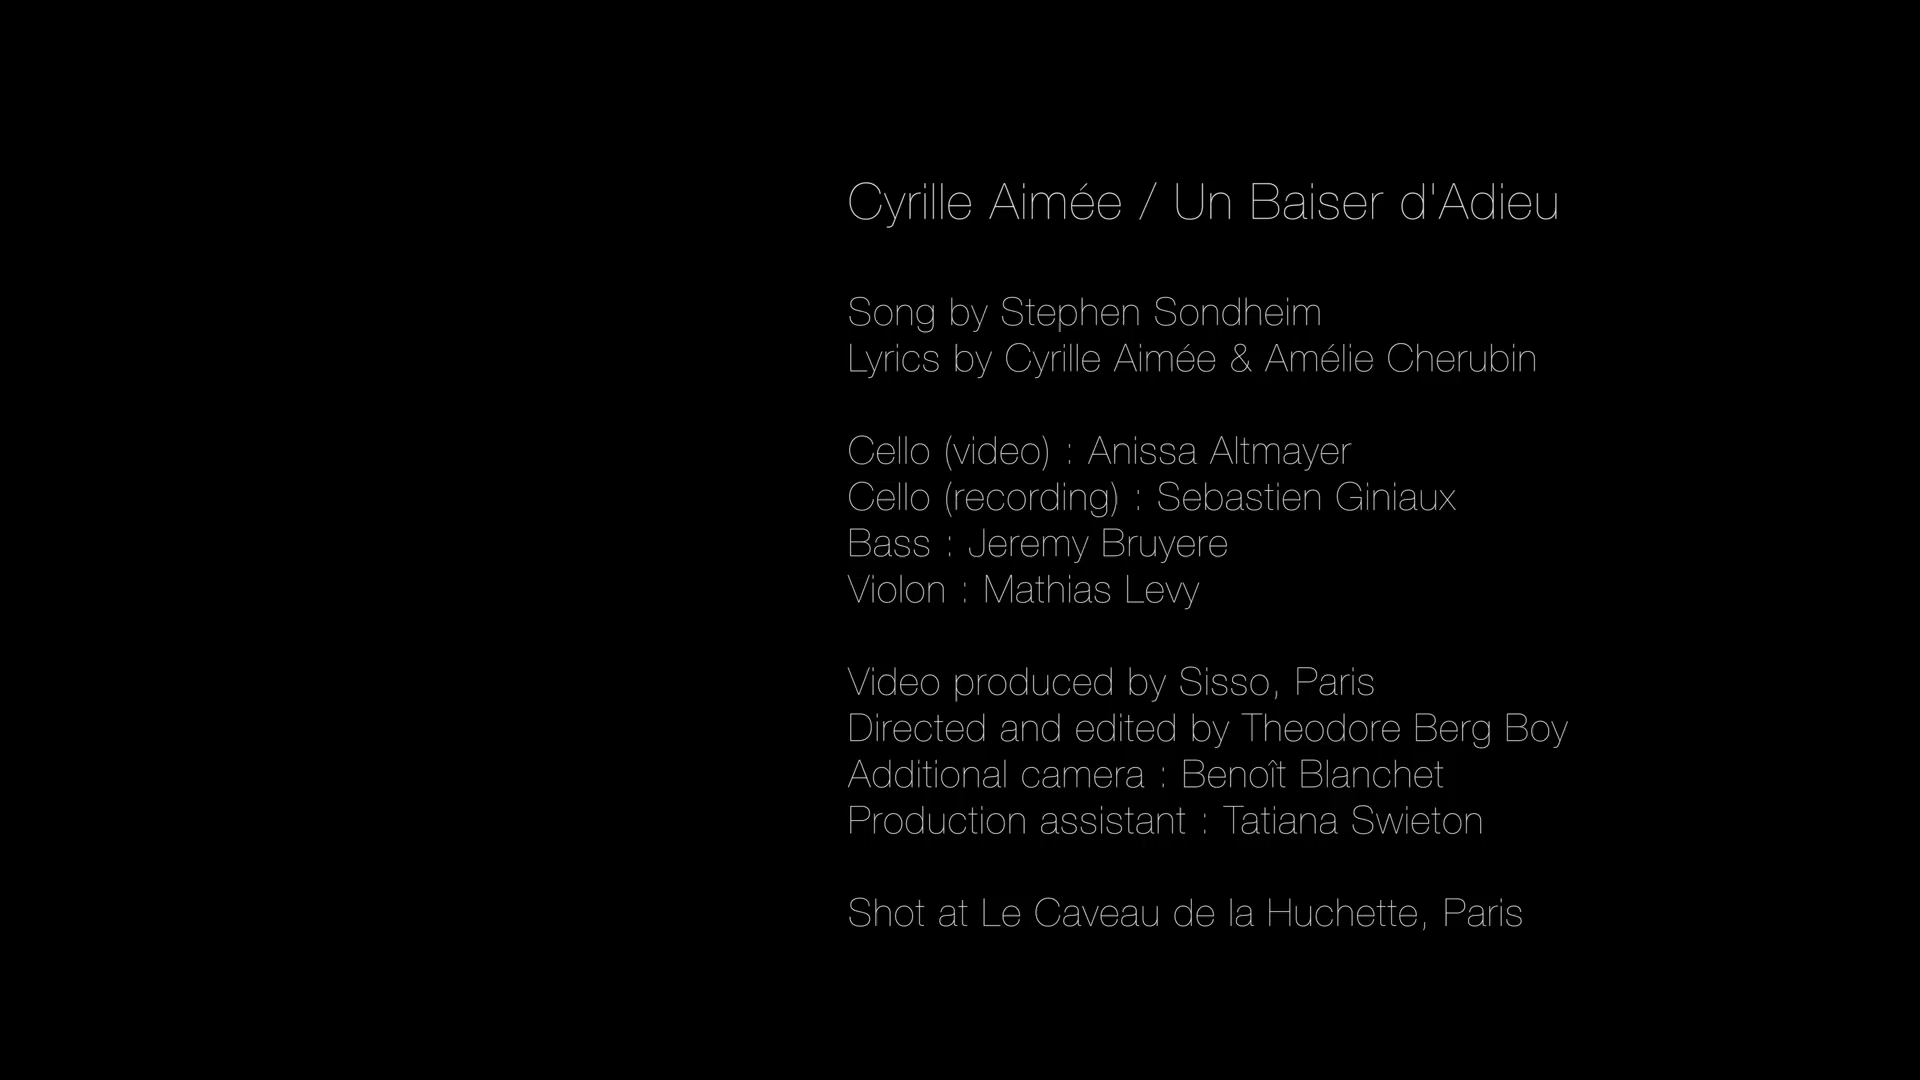 Cyrille Aimée / Un Baiser d'Adieu
Song by Stephen Sondheim
Lyrics by Cyrille Aimée & Amélie Cherubin
Cello (video) : Anissa Altmayer
Cello (recording) : Sebastien Giniaux
Bass : Jeremy Bruyere
Violon : Mathias Levy
Video produced by Sisso, Paris
Directed and edited by Theodore Berg Boy
Additional camera : Benoît Blanchet
Production assistant : Tatiana Swieton
Shot at Le Caveau de la Huchette, Paris